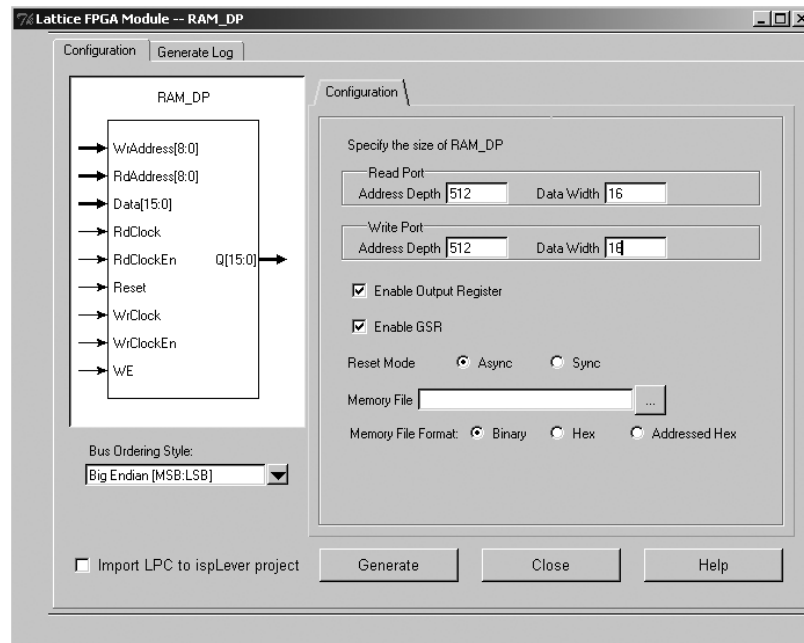 Lattice FPGA Module -- RAM_DP
Configuration
Generate Log
RAM_DP
WrAddress[8:0]
RdAddress[8:0]
Data[15:0]
RdClock
RdClockEn
Q[15:0]
Reset
WrClock
WrClockEn
WE
Bus Ordering Style:
Big Endian [MSB:LSB]
Configuration
Specify the size of RAM_DP
Read Port
Address Depth 512 Data Width 16
Write Port
Address Depth 512 Data Width 16
Enable Output Register
Enable GSR
Reset Mode Async Sync
Memory File ...
Memory File Format: Binary Hex Addressed Hex
Import LPC to ispLever project
Generate
Close
Help